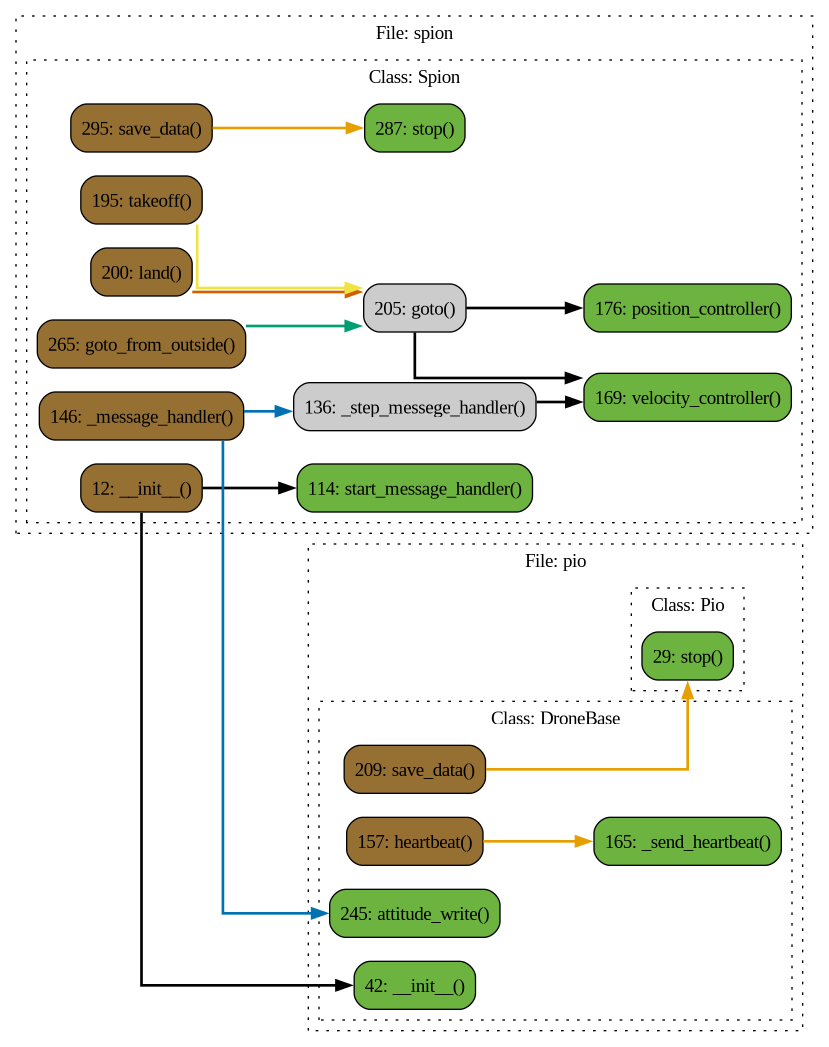 File: spion
Class: Spion
295: save_data()
287: stop()
195: takeoff()
200: land()
205: goto()
176: position_controller()
265: goto_from_outside()
146: _message_handler()
136: _step_messege_handler()
169: velocity_controller()
12: __init__()
114: start_message_handler()
File: pio
Class: Pio
29: stop()
Class: DroneBase
209: save_data()
157: heartbeat()
165: _send_heartbeat()
245: attitude_write()
42: __init__()